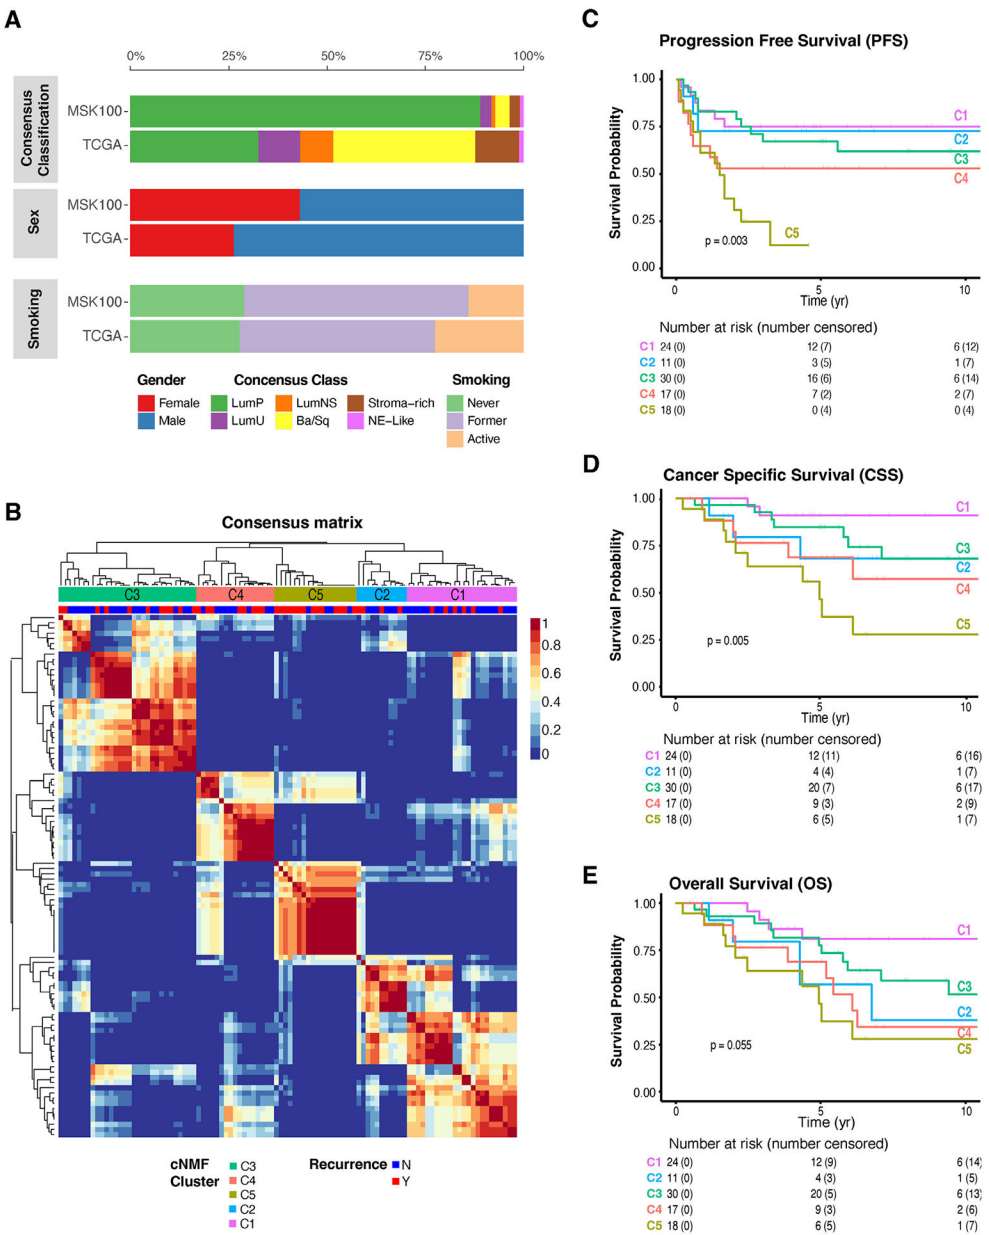 A
0% 25% 50% 75% 100%
Consensus
Classification
MSK100
TCGA
Sex
MSK100
TCGA
Smoking
MSK100
TCGA
Gender
Female
Male
Concensus Class
LumP LumNS Stroma-rich
LumU Ba/Sq NE-Like
Smoking
Never
Former
Active
B
Consensus matrix
C3 C4 C5 C2 C1
1
0.8
0.6
0.4
0.2
0
cNMF
Cluster
C3
C4
C5
C2
C1
Recurrence
N
Y
C
Progression Free Survival (PFS)
Survival Probability
1.00
0.75
0.50
0.25
0.00
C1
C2
C3
C4
C5
p = 0.003
0 5 10
Time (yr)
Number at risk (number censored)
C1 24 (0) 12 (7) 6 (12)
C2 11 (0) 3 (5) 1 (7)
C3 30 (0) 16 (6) 6 (14)
C4 17 (0) 7 (2) 2 (7)
C5 18 (0) 0 (4) 0 (4)
D
Cancer Specific Survival (CSS)
Survival Probability
1.00
0.75
0.50
0.25
0.00
C1
C3
C2
C4
C5
p = 0.005
0 5 10
Time (yr)
Number at risk (number censored)
C1 24 (0) 12 (11) 6 (16)
C2 11 (0) 4 (4) 1 (7)
C3 30 (0) 20 (7) 6 (17)
C4 17 (0) 9 (3) 2 (9)
C5 18 (0) 6 (5) 1 (7)
E
Overall Survival (OS)
Survival Probability
1.00
0.75
0.50
0.25
0.00
C1
C3
C2
C4
C5
p = 0.055
0 5 10
Time (yr)
Number at risk (number censored)
C1 24 (0) 12 (9) 6 (14)
C2 11 (0) 4 (3) 1 (5)
C3 30 (0) 20 (5) 6 (13)
C4 17 (0) 9 (3) 2 (6)
C5 18 (0) 6 (5) 1 (7)